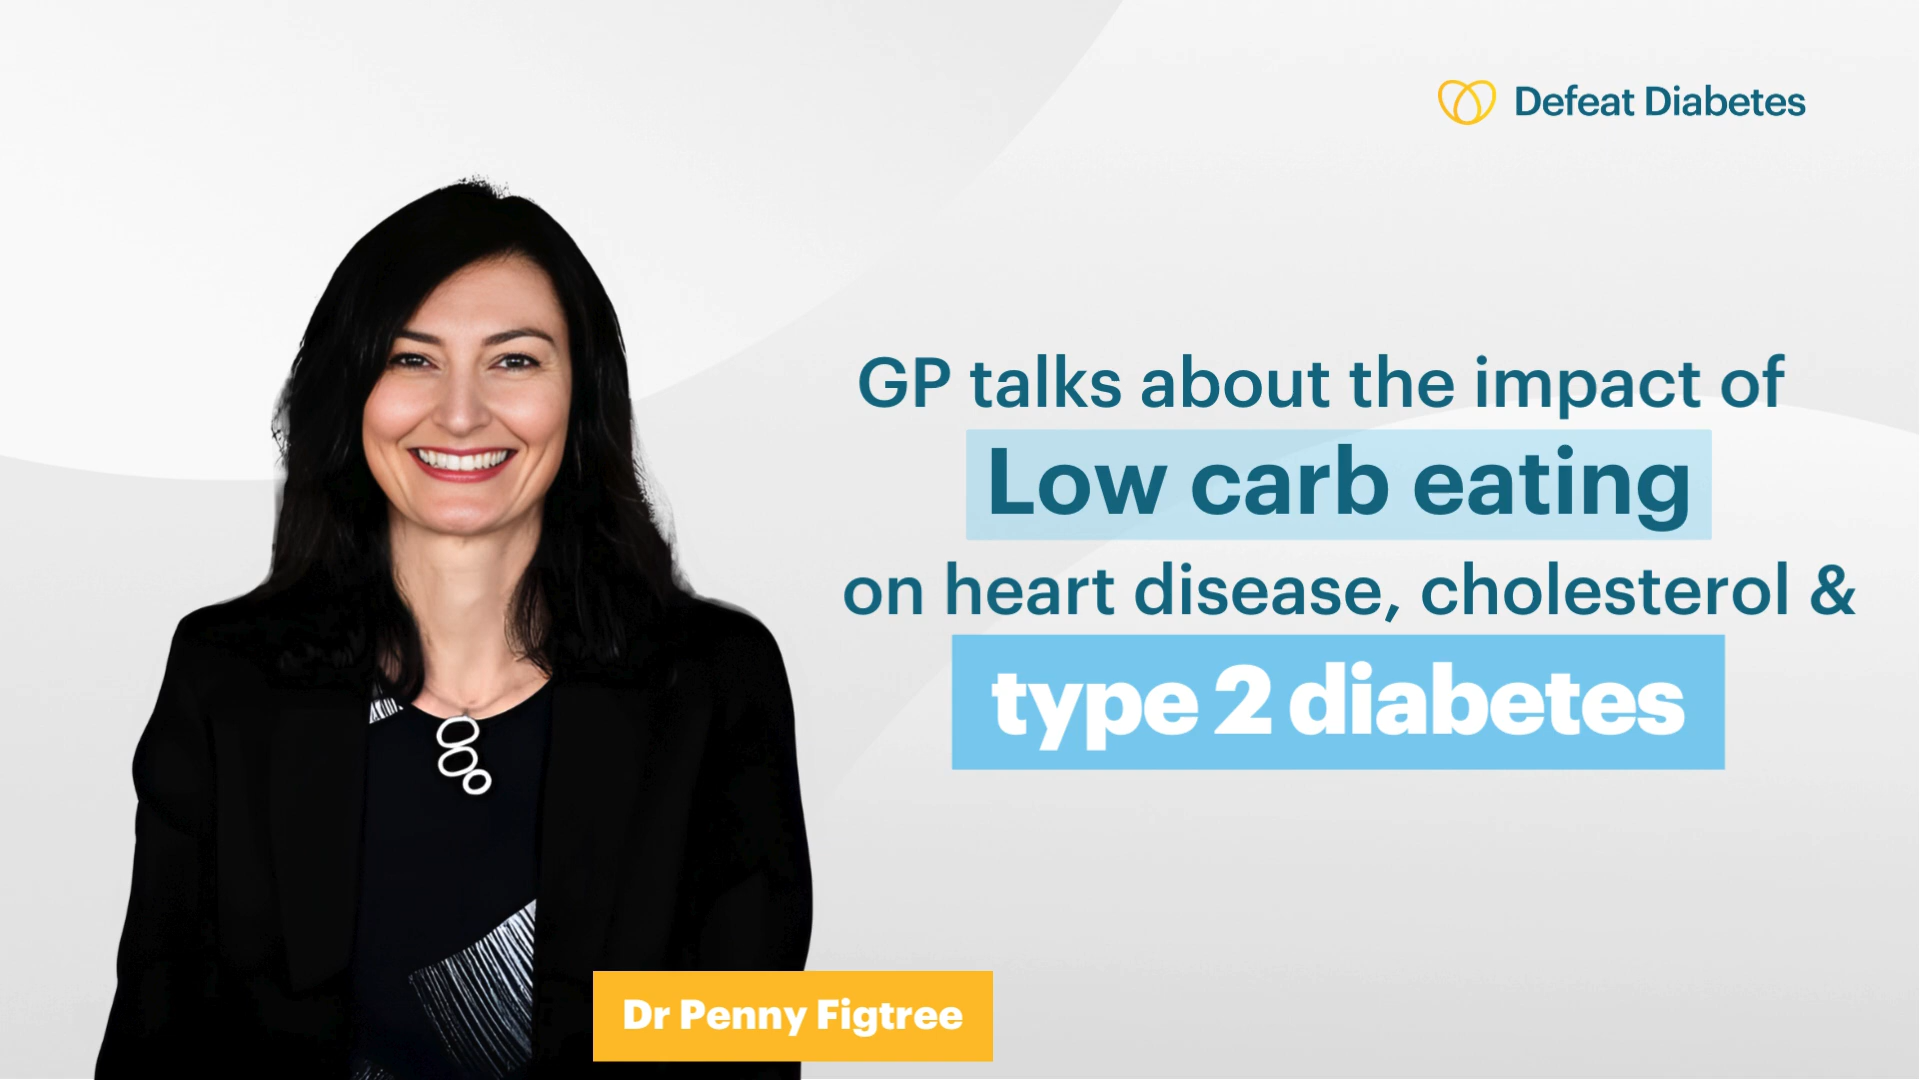 Defeat Diabetes
GP talks about the impact of
Low carb eating
on heart disease, cholesterol &
type 2 diabetes
Dr Penny Figtree